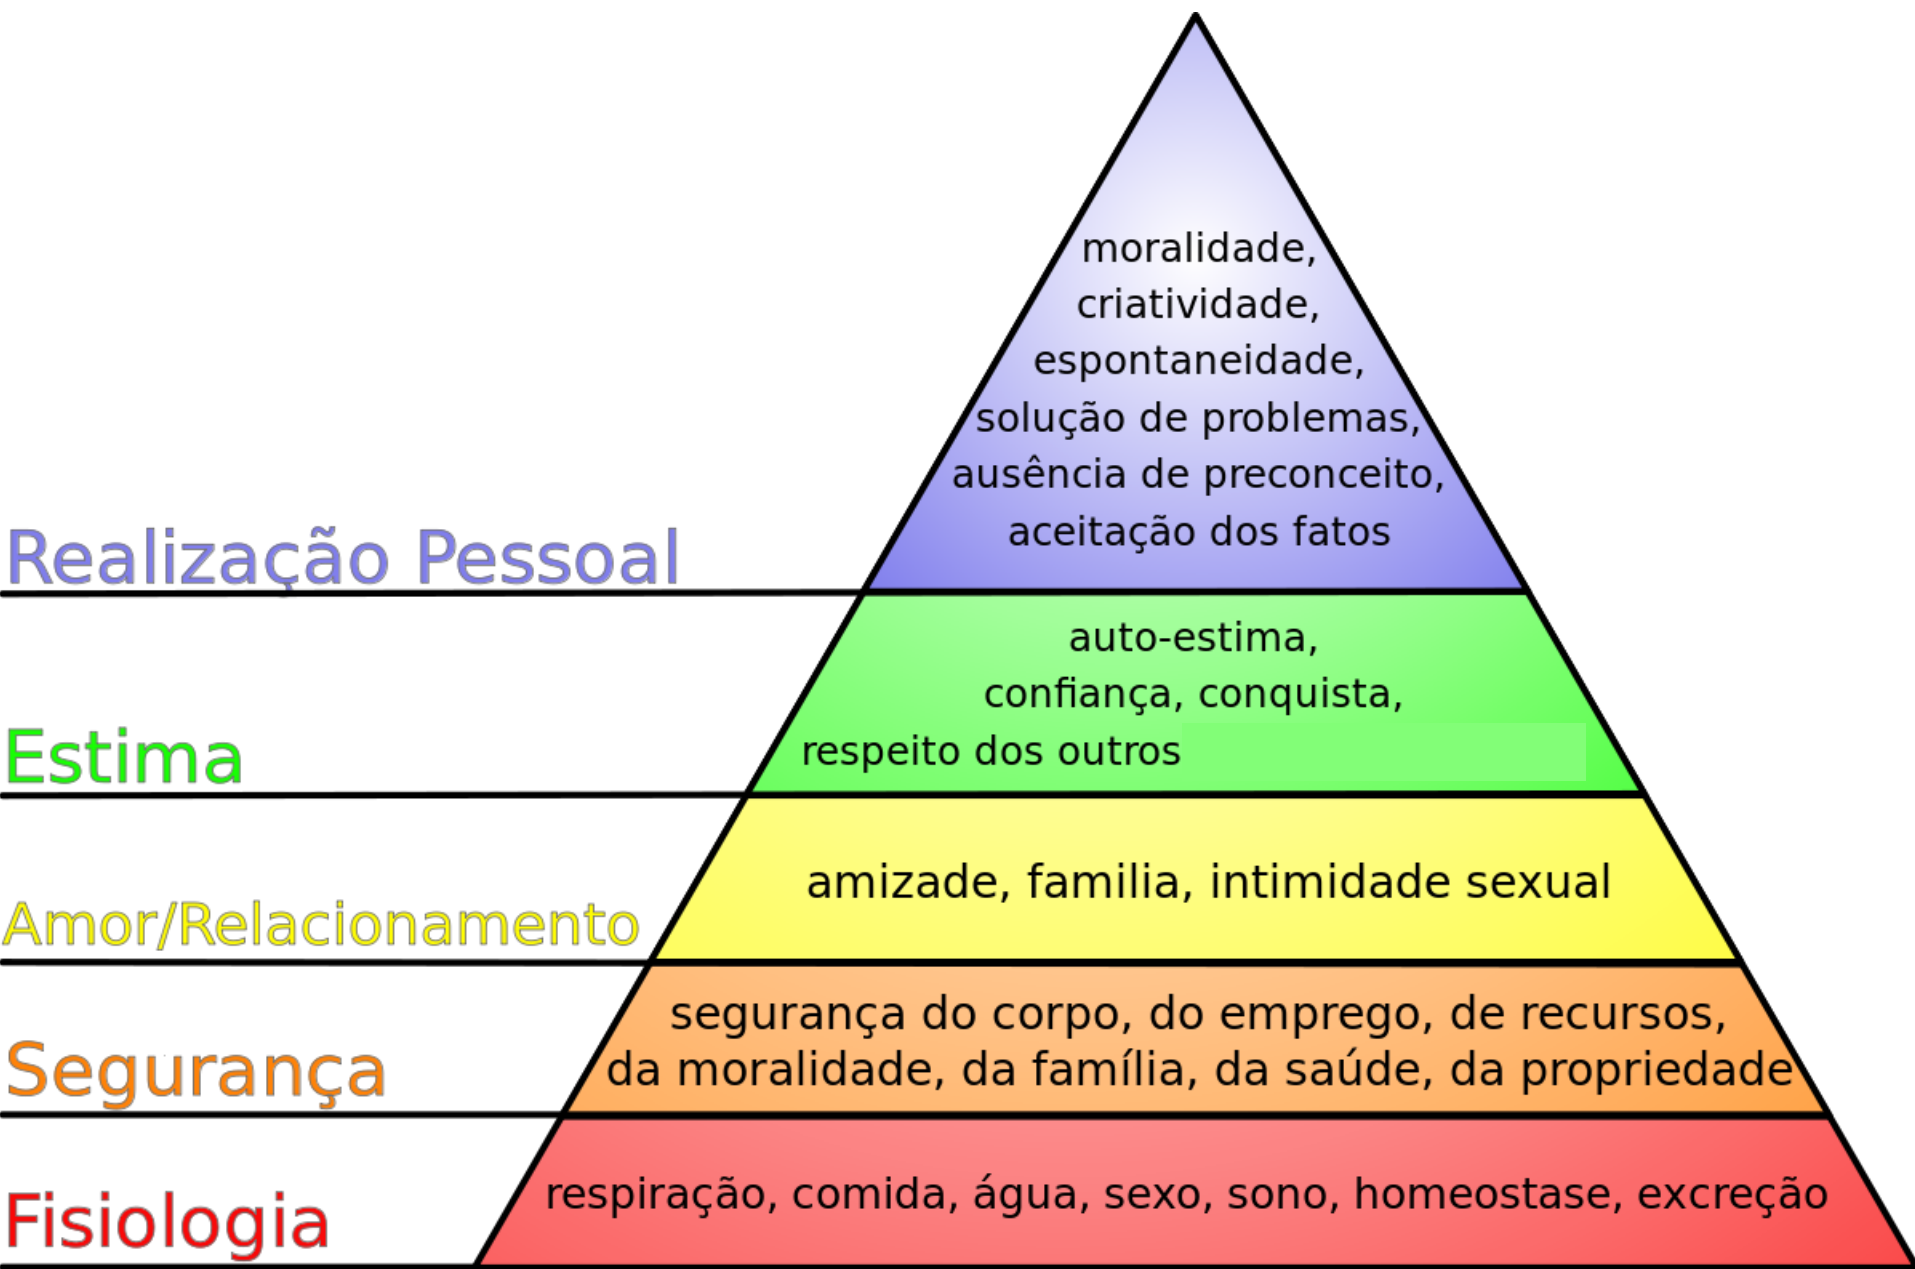 moralidade,
criatividade,
espontaneidade,
solução de problemas,
ausência de preconceito,
aceitação dos fatos
Realização Pessoal
auto-estima,
confiança, conquista,
respeito dos outros
Estima
amizade, familia, intimidade sexual
Amor/Relacionamento
segurança do corpo, do emprego, de recursos,
da moralidade, da família, da saúde, da propriedade
Segurança
respiração, comida, água, sexo, sono, homeostase, excreção
Fisiologia